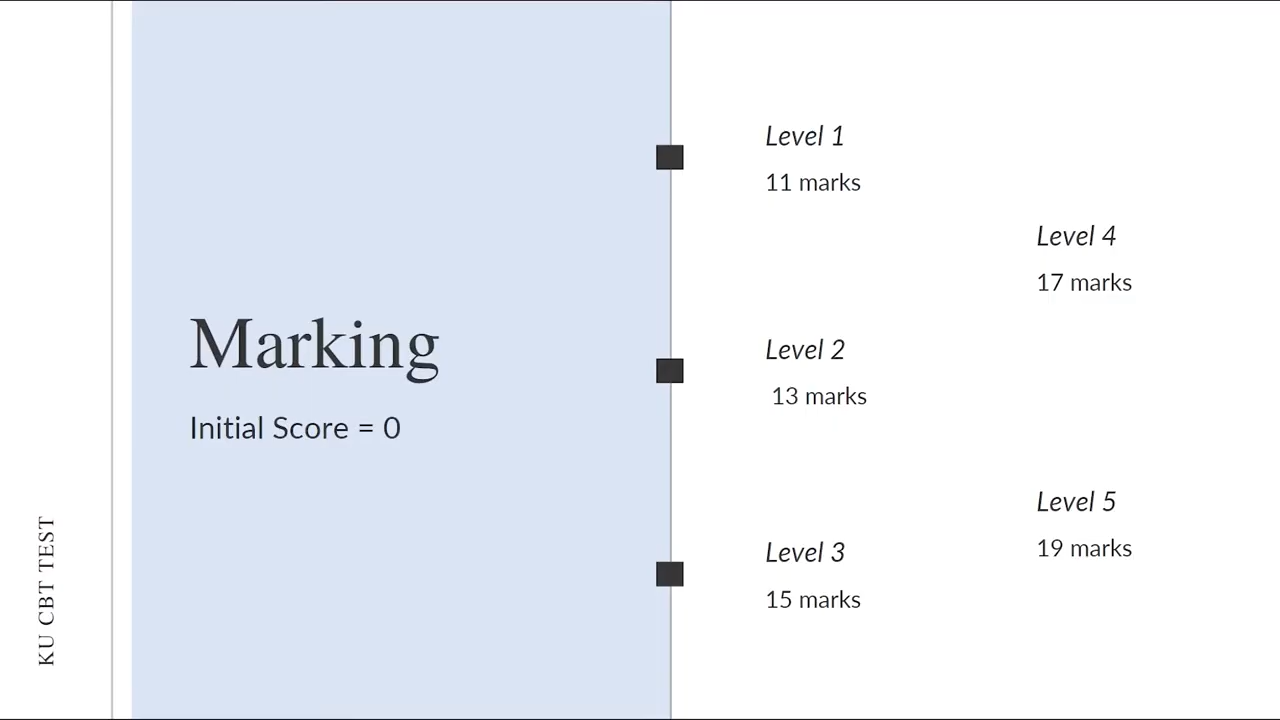 Marking
Initial Score = 0
KU CBT TEST
Level 1
11 marks
Level 2
13 marks
Level 3
15 marks
Level 4
17 marks
Level 5
19 marks